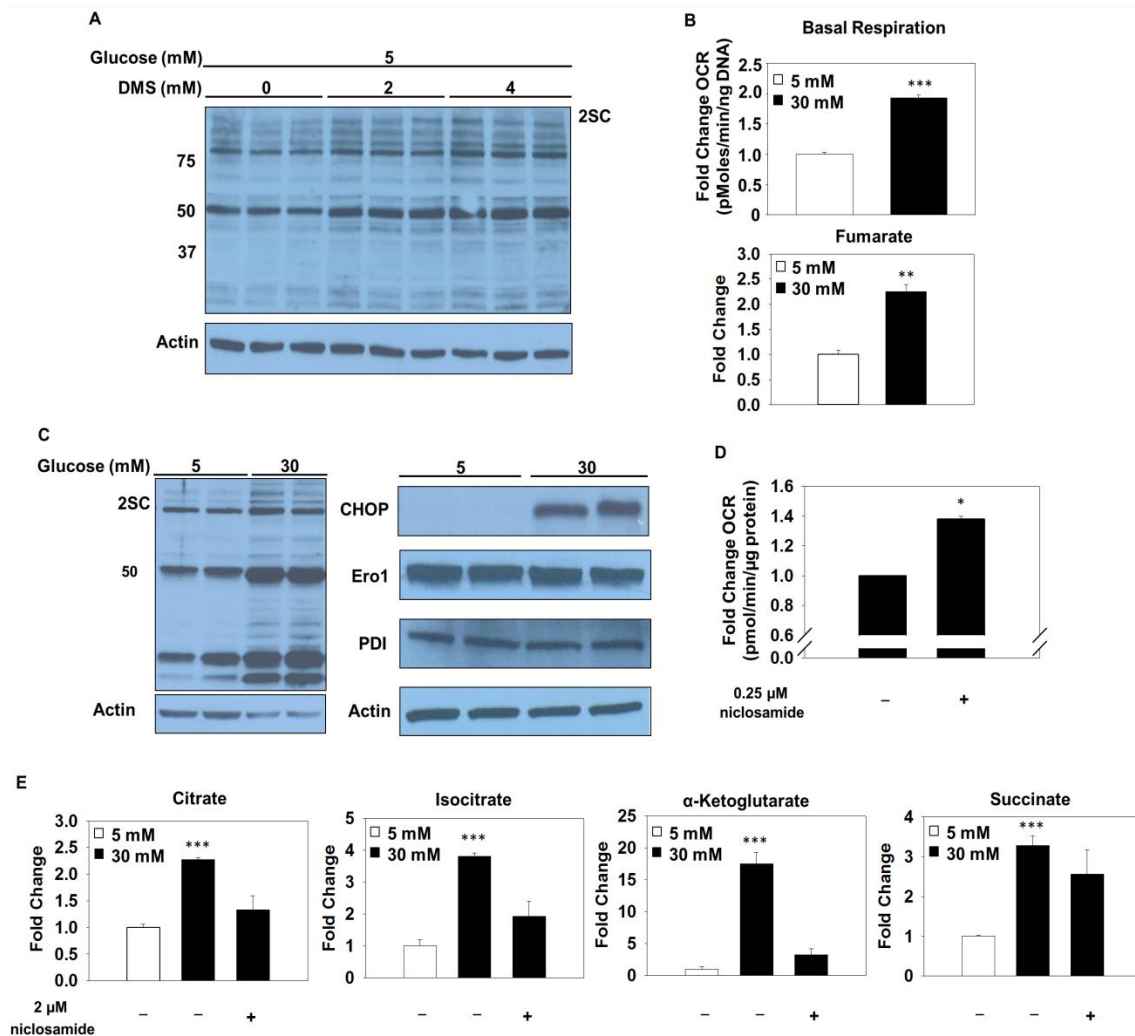 A
Glucose (mM) 5
DMS (mM) 0 2 4
2SC
75
50
37
Actin
B
Basal Respiration
Fold Change OCR
(pMoles/min/ng DNA)
2.5
2.0
1.5
1.0
0.5
0
5 mM
30 mM
***
Fumarate
Fold Change
3.0
2.5
2.0
1.5
1.0
0.5
0.0
5 mM
30 mM
**
C
Glucose (mM) 5 30
2SC
50
Actin
5 30
CHOP
Ero1
PDI
Actin
D
Fold Change OCR
(pmol/min/µg protein)
1.6
1.4
1.2
1.0
0.8
0.6
0.0
*
0.25 µM
niclosamide
– +
E
Citrate
Fold Change
3.0
2.5
2.0
1.5
1.0
0.5
0.0
5 mM
30 mM
***
2 µM
niclosamide
– – +
Isocitrate
Fold Change
5
4
3
2
1
0
5 mM
30 mM
***
– – +
α-Ketoglutarate
Fold Change
25
20
15
10
5
0
5 mM
30 mM
***
– – +
Succinate
Fold Change
4
3
2
1
0
5 mM
30 mM
***
– – +